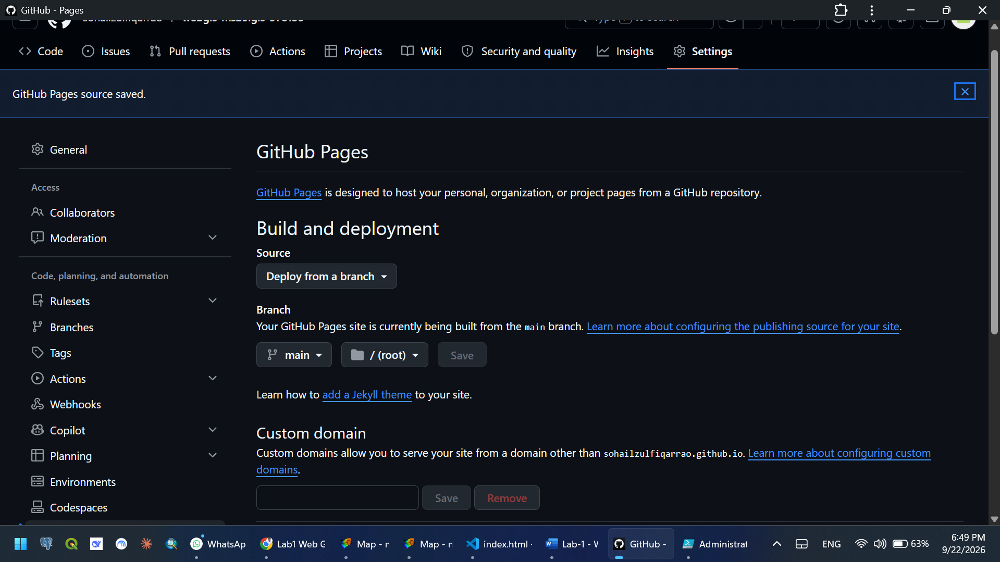 GitHub - Pages
Code
Issues
Pull requests
Actions
Projects
Wiki
Security and quality
Insights
Settings
GitHub Pages source saved.
General
Access
Collaborators
Moderation
Code, planning, and automation
Rulesets
Branches
Tags
Actions
Webhooks
Copilot
Planning
Environments
Codespaces
GitHub Pages
GitHub Pages is designed to host your personal, organization, or project pages from a GitHub repository.
Build and deployment
Source
Deploy from a branch
Branch
Your GitHub Pages site is currently being built from the main branch. Learn more about configuring the publishing source for your site.
main
/ (root)
Save
Learn how to add a Jekyll theme to your site.
Custom domain
Custom domains allow you to serve your site from a domain other than sohailzulfiqarrao.github.io. Learn more about configuring custom
domains.
Save
Remove
WhatsAp
Lab1 Web G
Map - n
Map - n
index.html
Lab-1 - W
GitHub -
Administrat
ENG
63%
6:49 PM
9/22/2026